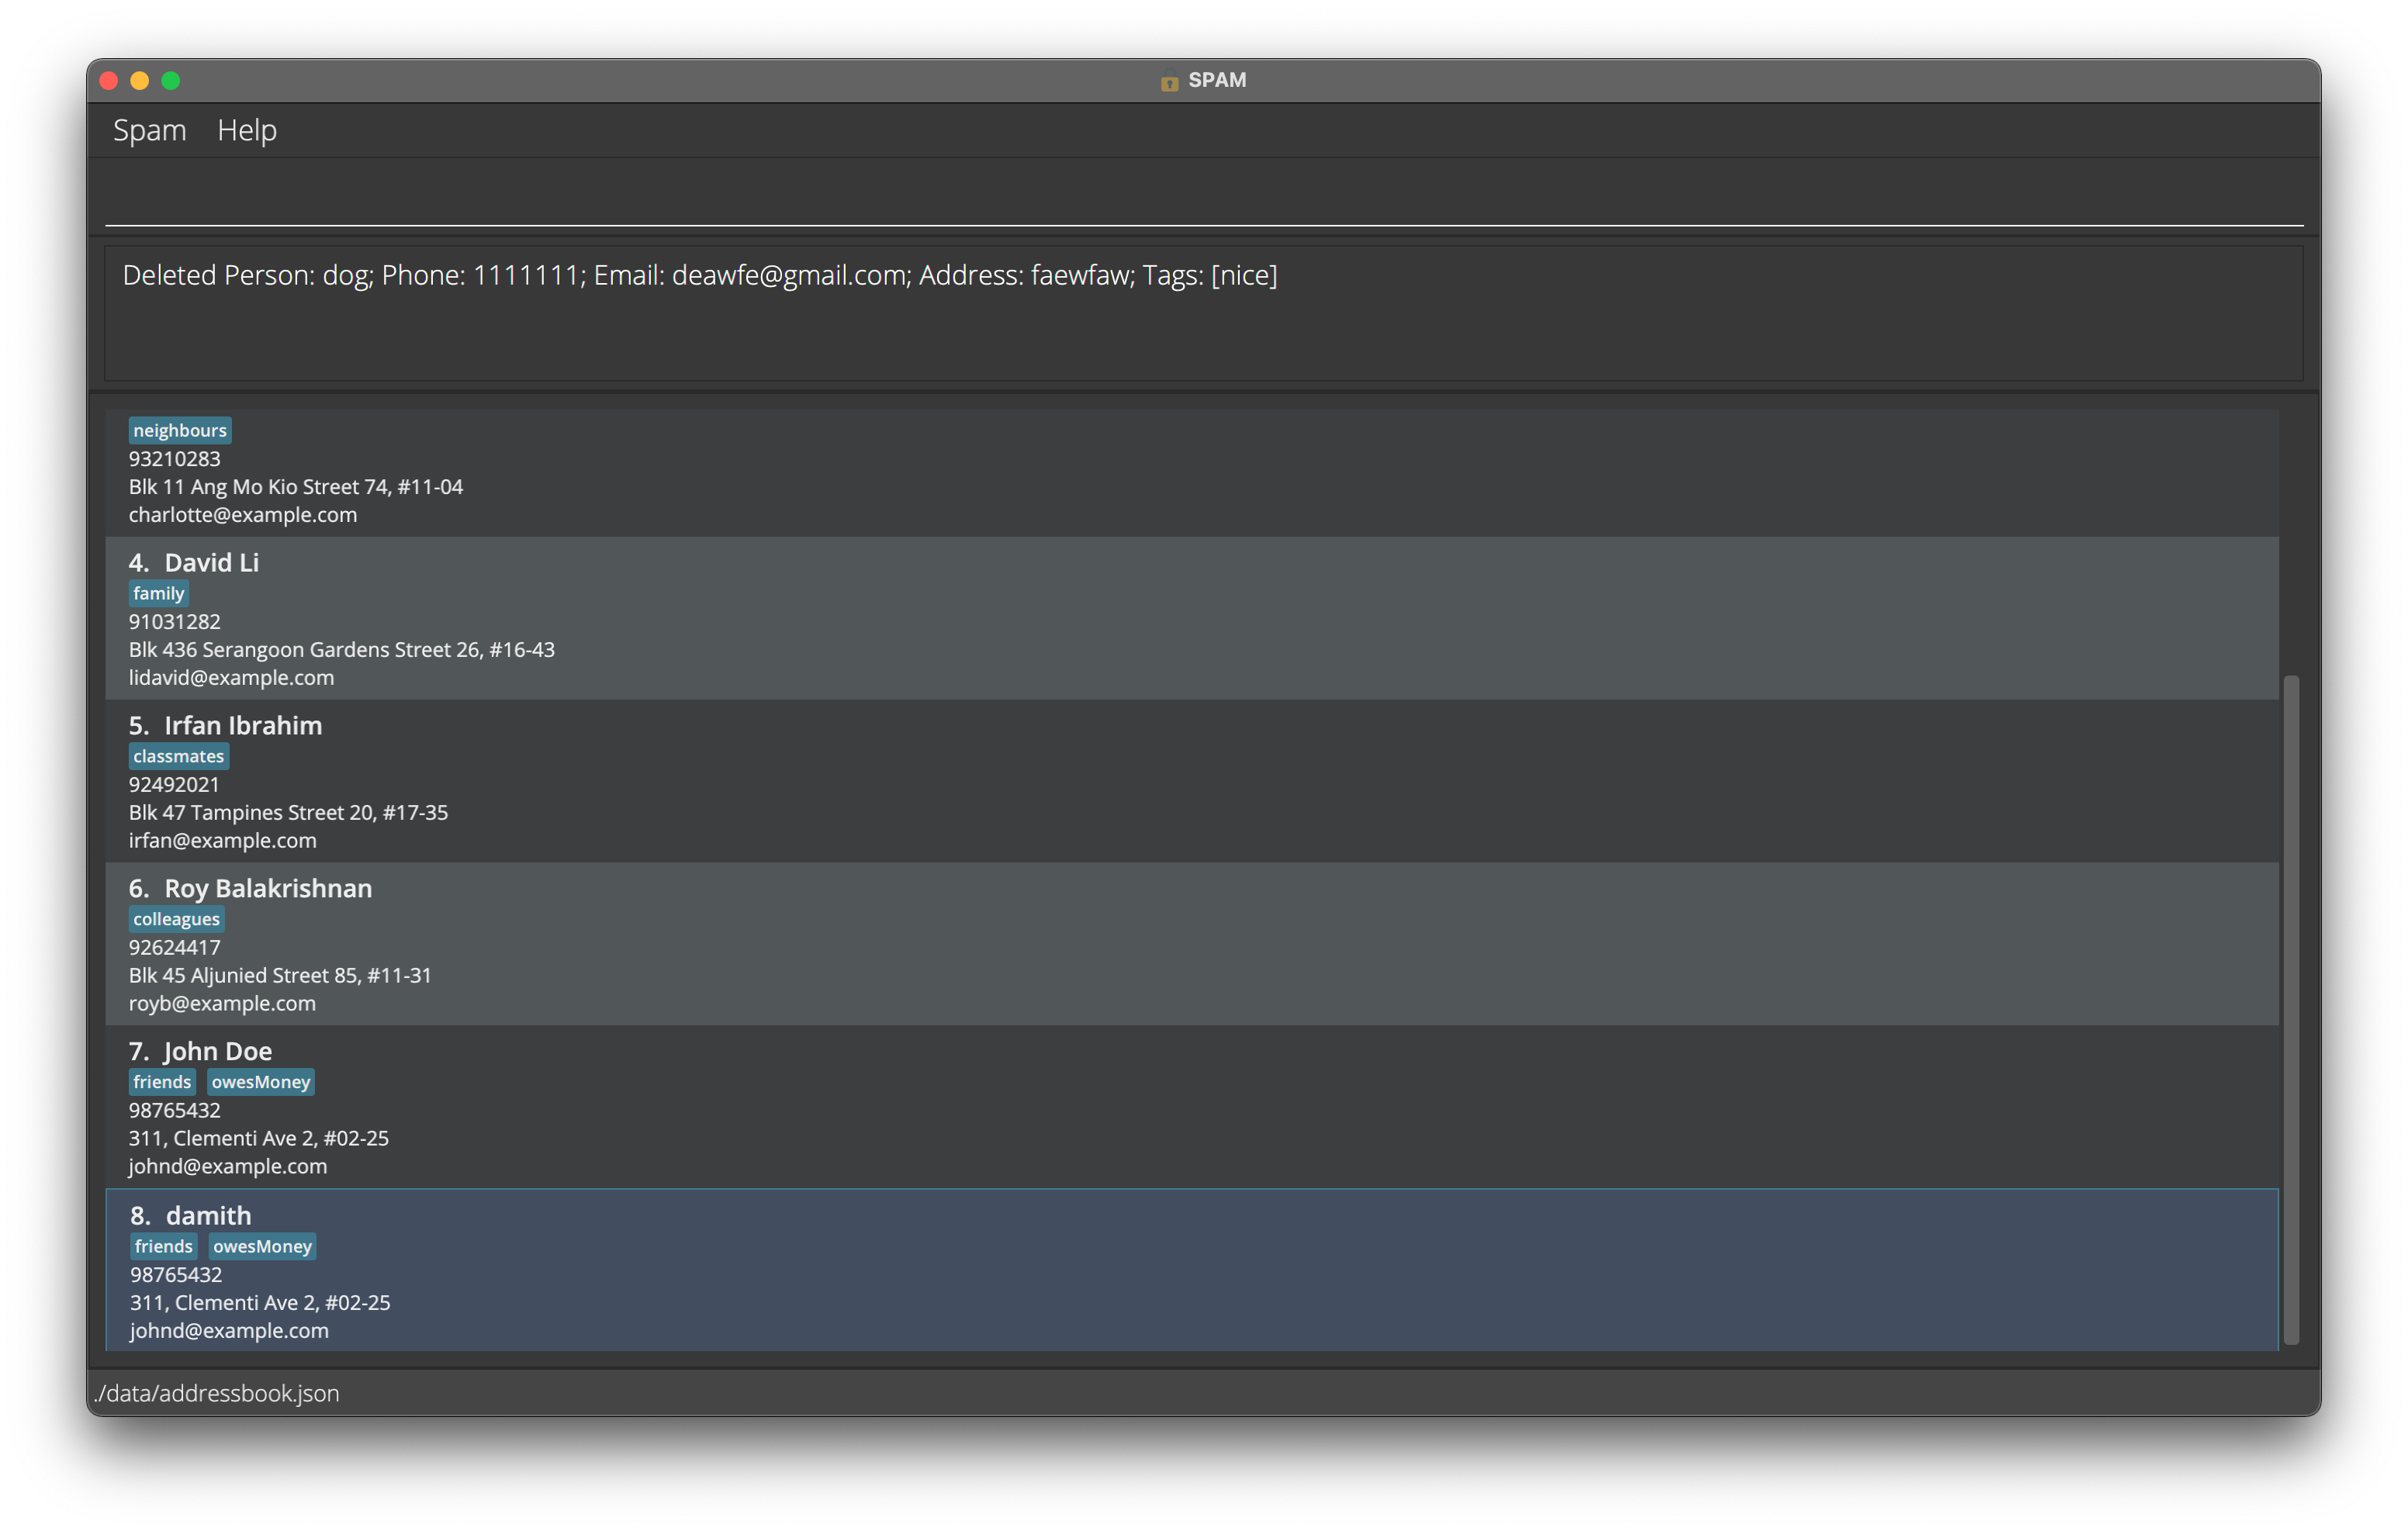 SPAM
Spam Help
Deleted Person: dog; Phone: 1111111; Email: deawfe@gmail.com; Address: faewfaw; Tags: [nice]
neighbours
93210283
Blk 11 Ang Mo Kio Street 74, #11-04
charlotte@example.com
4. David Li
family
91031282
Blk 436 Serangoon Gardens Street 26, #16-43
lidavid@example.com
5. Irfan Ibrahim
classmates
92492021
Blk 47 Tampines Street 20, #17-35
irfan@example.com
6. Roy Balakrishnan
colleagues
92624417
Blk 45 Aljunied Street 85, #11-31
royb@example.com
7. John Doe
friends owesMoney
98765432
311, Clementi Ave 2, #02-25
johnd@example.com
8. damith
friends owesMoney
98765432
311, Clementi Ave 2, #02-25
johnd@example.com
./data/addressbook.json